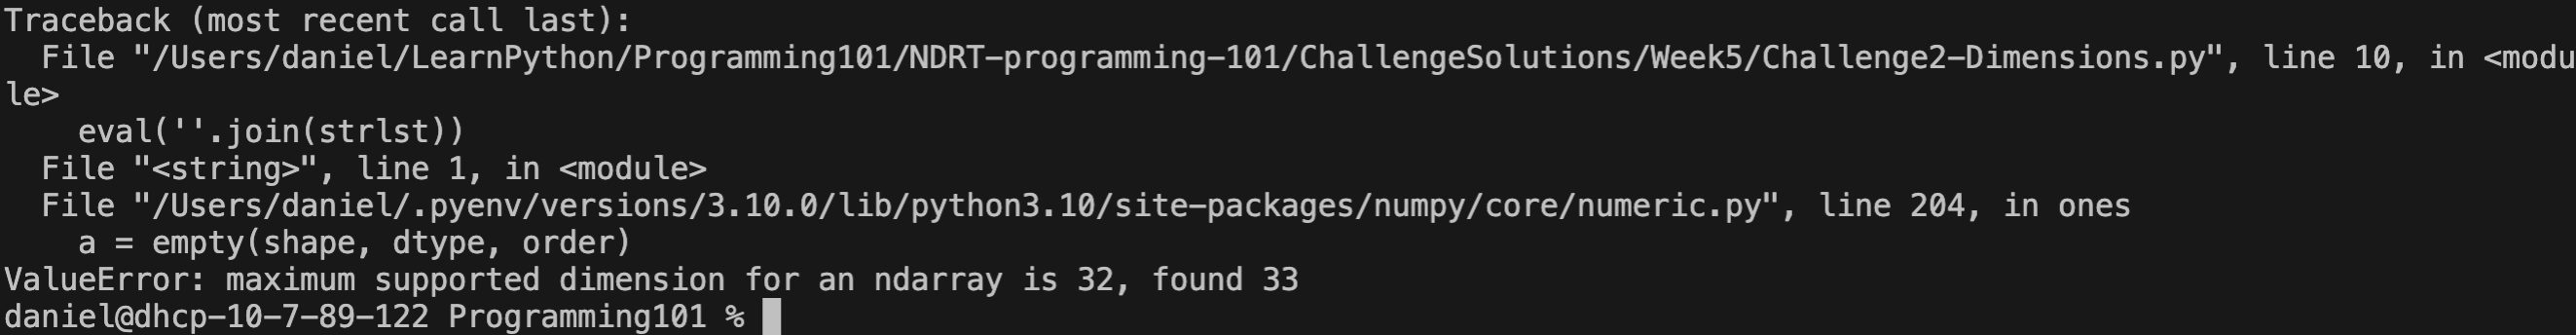 Traceback (most recent call last):
  File "/Users/daniel/LearnPython/Programming101/NDRT-programming-101/ChallengeSolutions/Week5/Challenge2-Dimensions.py", line 10, in <modu
le>
    eval(''.join(strlst))
  File "<string>", line 1, in <module>
  File "/Users/daniel/.pyenv/versions/3.10.0/lib/python3.10/site-packages/numpy/core/numeric.py", line 204, in ones
    a = empty(shape, dtype, order)
ValueError: maximum supported dimension for an ndarray is 32, found 33
daniel@dhcp-10-7-89-122 Programming101 %